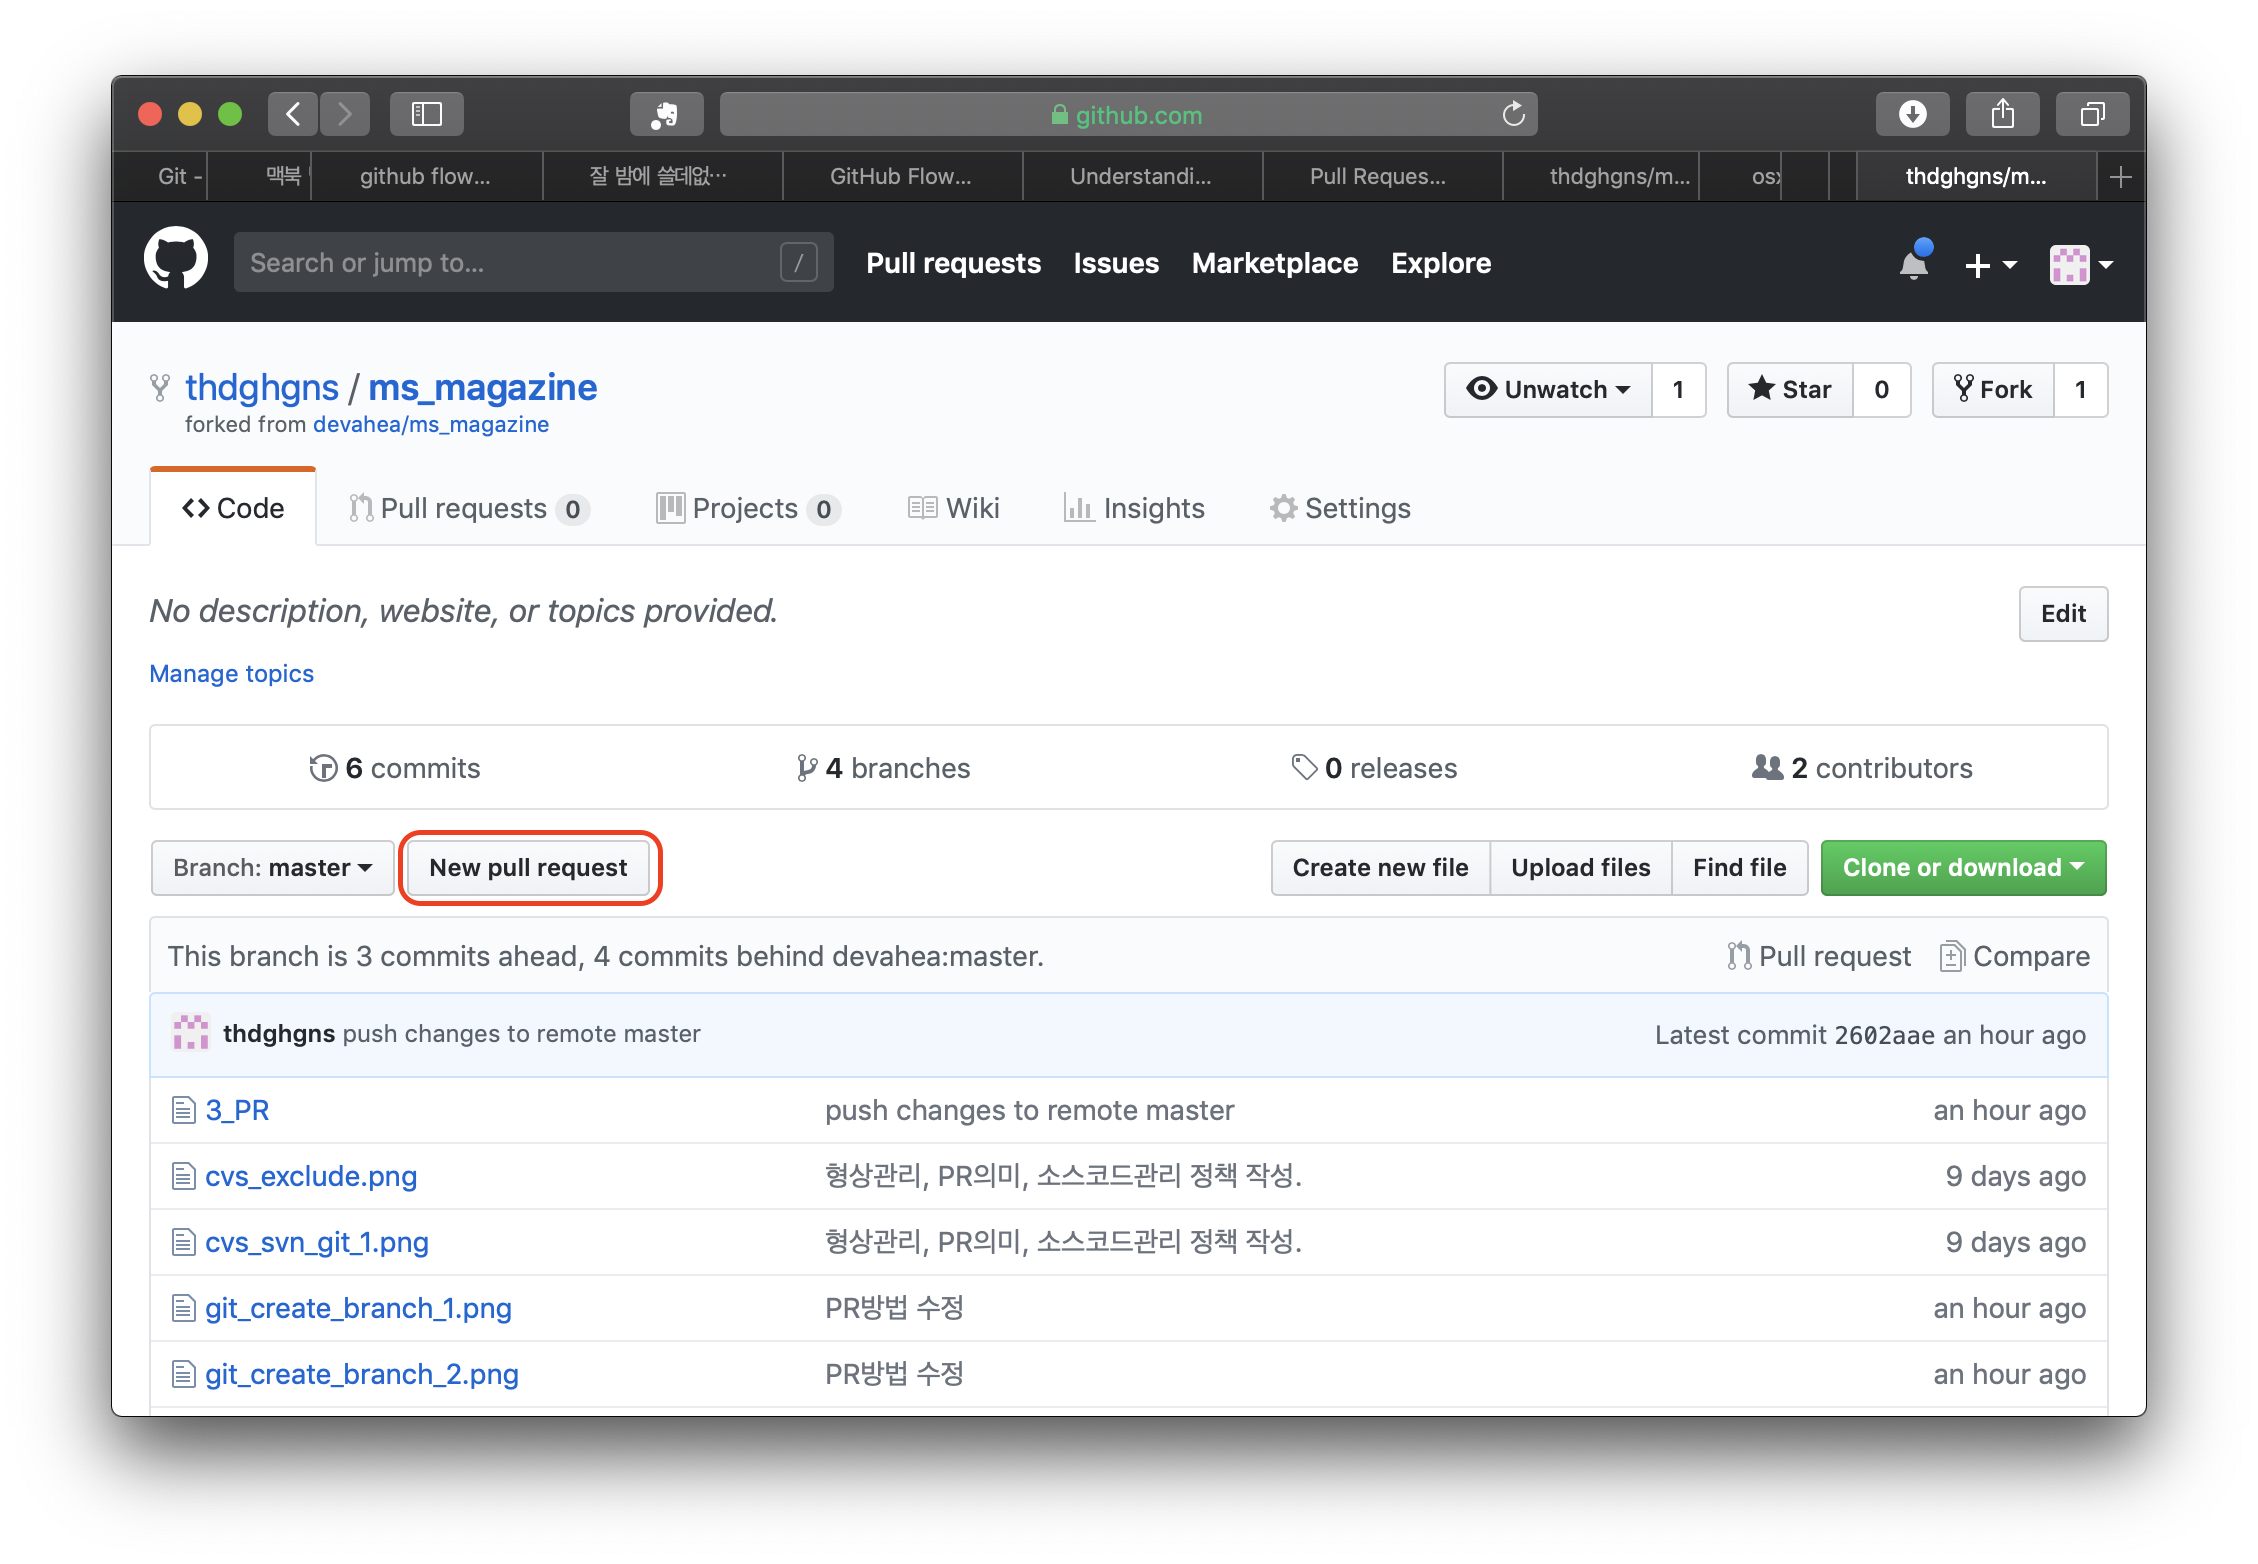 github.com
Git -
맥북
github flow...
잘 밤에 쓸데없...
GitHub Flow...
Understandi...
Pull Reques...
thdghgns/m...
os
thdghgns/m...
Search or jump to...
/
Pull requests
Issues
Marketplace
Explore
thdghgns / ms_magazine
forked from devahea/ms_magazine
Unwatch
1
Star
0
Fork
1
Code
Pull requests 0
Projects 0
Wiki
Insights
Settings
No description, website, or topics provided.
Edit
Manage topics
6 commits
4 branches
0 releases
2 contributors
Branch: master
New pull request
Create new file
Upload files
Find file
Clone or download
This branch is 3 commits ahead, 4 commits behind devahea:master.
Pull request
Compare
thdghgns push changes to remote master
Latest commit 2602aae an hour ago
3_PR
push changes to remote master
an hour ago
cvs_exclude.png
형상관리, PR의미, 소스코드관리 정책 작성.
9 days ago
cvs_svn_git_1.png
형상관리, PR의미, 소스코드관리 정책 작성.
9 days ago
git_create_branch_1.png
PR방법 수정
an hour ago
git_create_branch_2.png
PR방법 수정
an hour ago